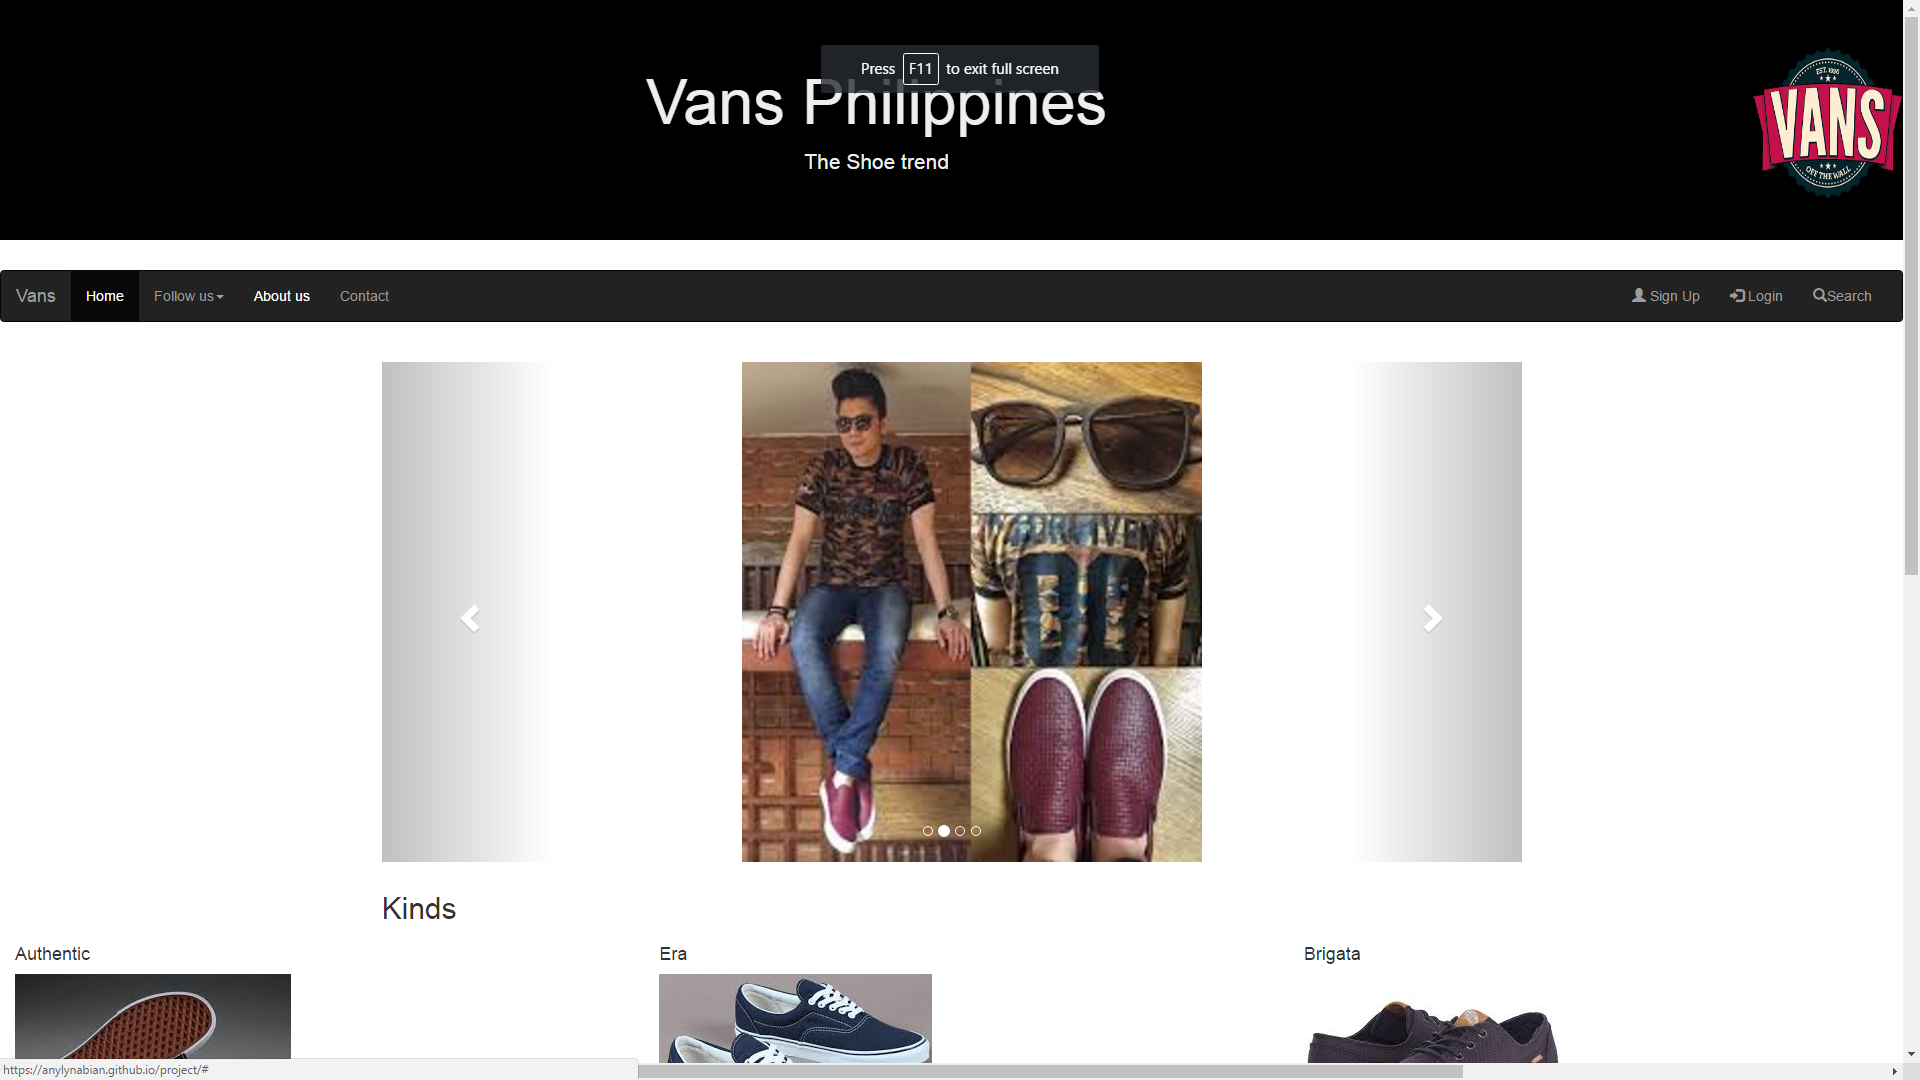 Press F11 to exit full screen
Vans Philippines
The Shoe trend
EST. 1996
VANS
OFF THE WALL
Vans Home Follow us About us Contact Sign Up Login Search
Kinds
Authentic Era Brigata
https://anylynabian.github.io/project/#